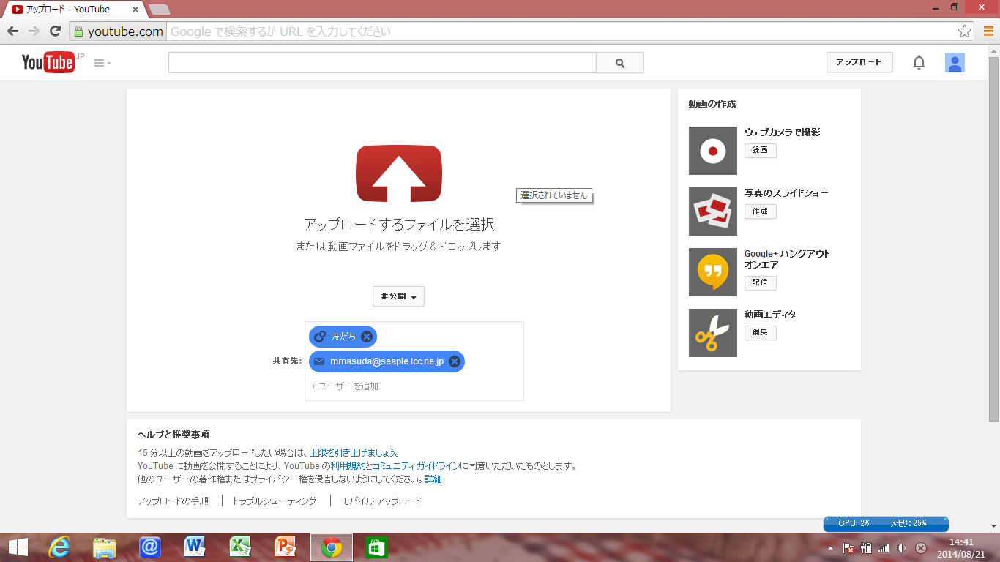 アップロード - YouTube
youtube.com Google で検索するか URL を入力してください
YouTube JP
アップロード
アップロードするファイルを選択
または 動画ファイルをドラッグ & ドロップします
選択されていません
非公開
共有先:
友だち
mmasuda@seaple.icc.ne.jp
+ ユーザーを追加
動画の作成
ウェブカメラで撮影
録画
写真のスライドショー
作成
Google+ ハングアウト
オンエア
配信
動画エディタ
編集
ヘルプと推奨事項
15 分以上の動画をアップロードしたい場合は、上限を引き上げましょう。
YouTube に動画を公開することにより、YouTube の利用規約とコミュニティ ガイドラインに同意いただいたものとします。
他のユーザーの著作権またはプライバシー権を侵害しないようにしてください。詳細
アップロードの手順 トラブルシューティング モバイル アップロード
CPU: 2% メモリ: 25%
14:41
2014/08/21